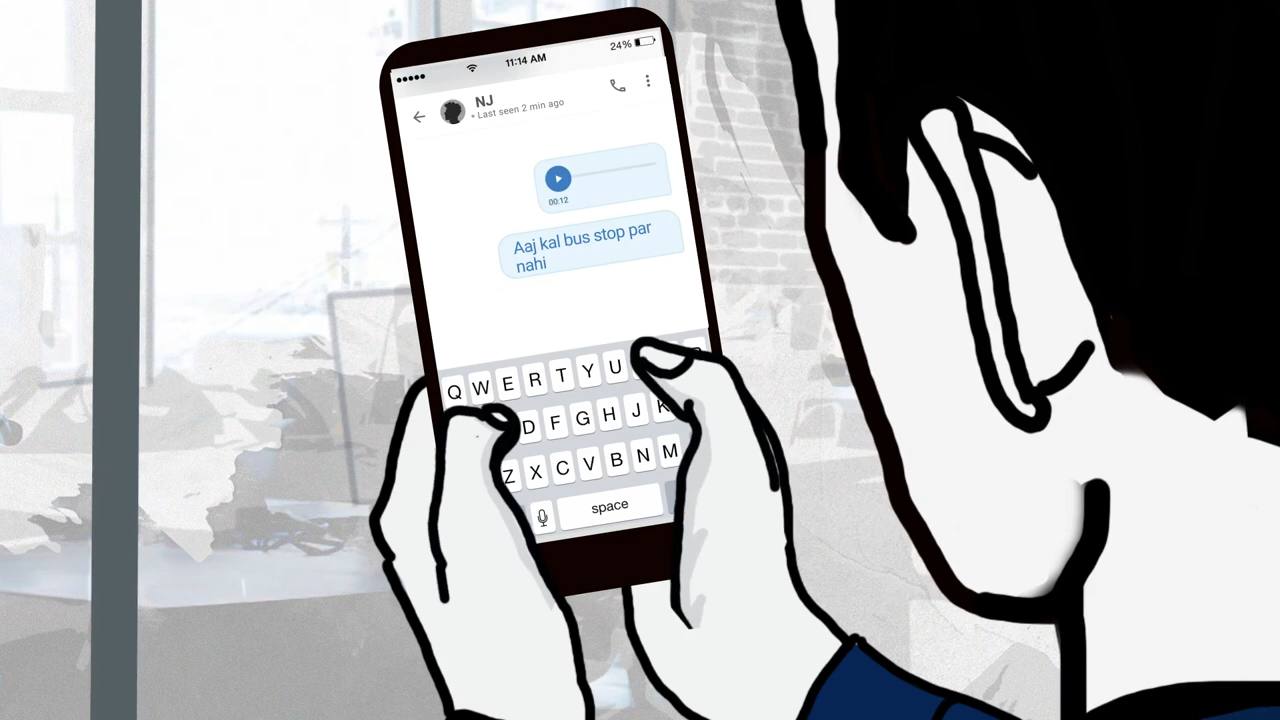 24%
11:14 AM
NJ
• Last seen 2 min ago
00:12
Aaj kal bus stop par
nahi
Q W E R T Y U
D F G H J K
Z X C V B N M
space